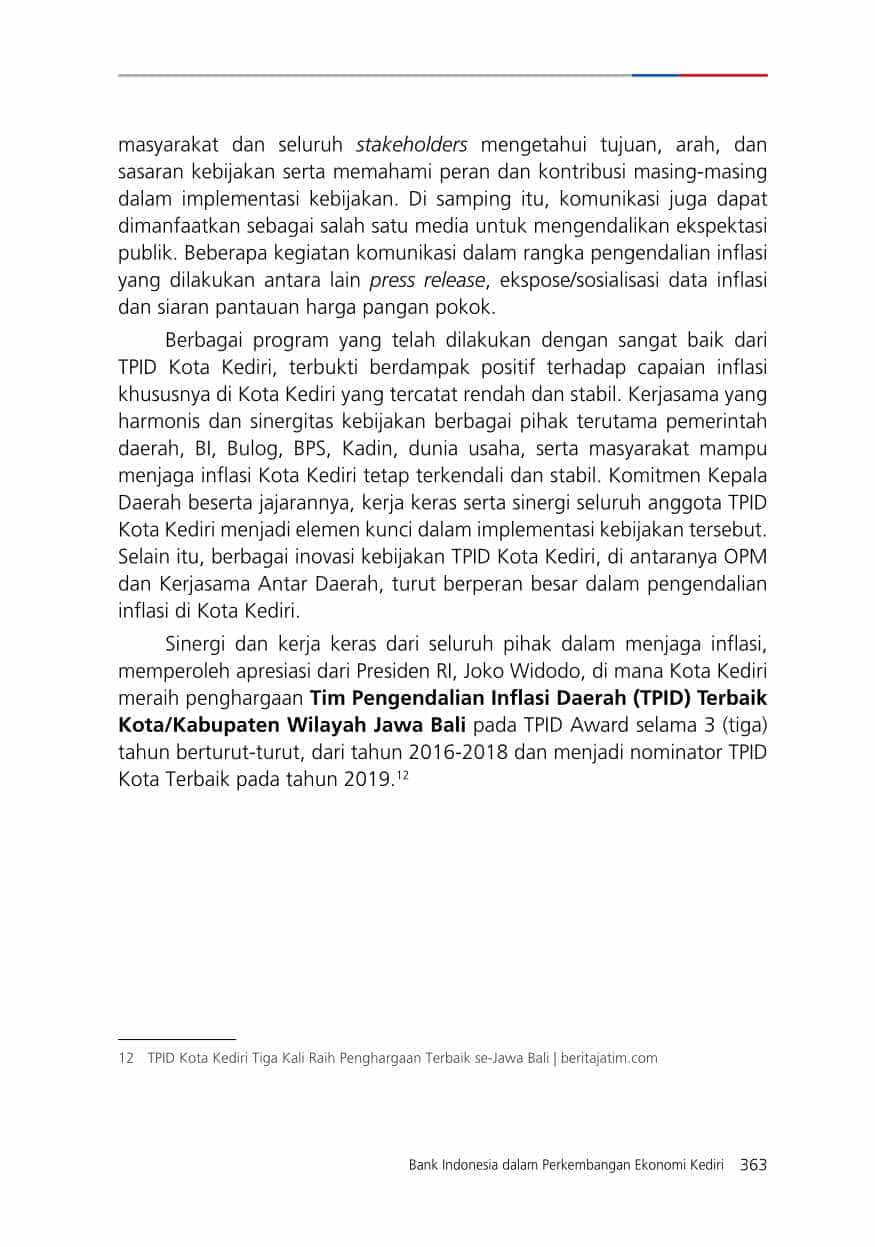 masyarakat dan seluruh stakeholders mengetahui tujuan, arah, dan
sasaran kebijakan serta memahami peran dan kontribusi masing-masing
dalam implementasi kebijakan. Di samping itu, komunikasi juga dapat
dimanfaatkan sebagai salah satu media untuk mengendalikan ekspektasi
publik. Beberapa kegiatan komunikasi dalam rangka pengendalian inflasi
yang dilakukan antara lain press release, ekspose/sosialisasi data inflasi
dan siaran pantauan harga pangan pokok.
Berbagai program yang telah dilakukan dengan sangat baik dari
TPID Kota Kediri, terbukti berdampak positif terhadap capaian inflasi
khususnya di Kota Kediri yang tercatat rendah dan stabil. Kerjasama yang
harmonis dan sinergitas kebijakan berbagai pihak terutama pemerintah
daerah, BI, Bulog, BPS, Kadin, dunia usaha, serta masyarakat mampu
menjaga inflasi Kota Kediri tetap terkendali dan stabil. Komitmen Kepala
Daerah beserta jajarannya, kerja keras serta sinergi seluruh anggota TPID
Kota Kediri menjadi elemen kunci dalam implementasi kebijakan tersebut.
Selain itu, berbagai inovasi kebijakan TPID Kota Kediri, di antaranya OPM
dan Kerjasama Antar Daerah, turut berperan besar dalam pengendalian
inflasi di Kota Kediri.
Sinergi dan kerja keras dari seluruh pihak dalam menjaga inflasi,
memperoleh apresiasi dari Presiden RI, Joko Widodo, di mana Kota Kediri
meraih penghargaan Tim Pengendalian Inflasi Daerah (TPID) Terbaik
Kota/Kabupaten Wilayah Jawa Bali pada TPID Award selama 3 (tiga)
tahun berturut-turut, dari tahun 2016-2018 dan menjadi nominator TPID
Kota Terbaik pada tahun 2019.12
12 TPID Kota Kediri Tiga Kali Raih Penghargaan Terbaik se-Jawa Bali | beritajatim.com
Bank Indonesia dalam Perkembangan Ekonomi Kediri 363